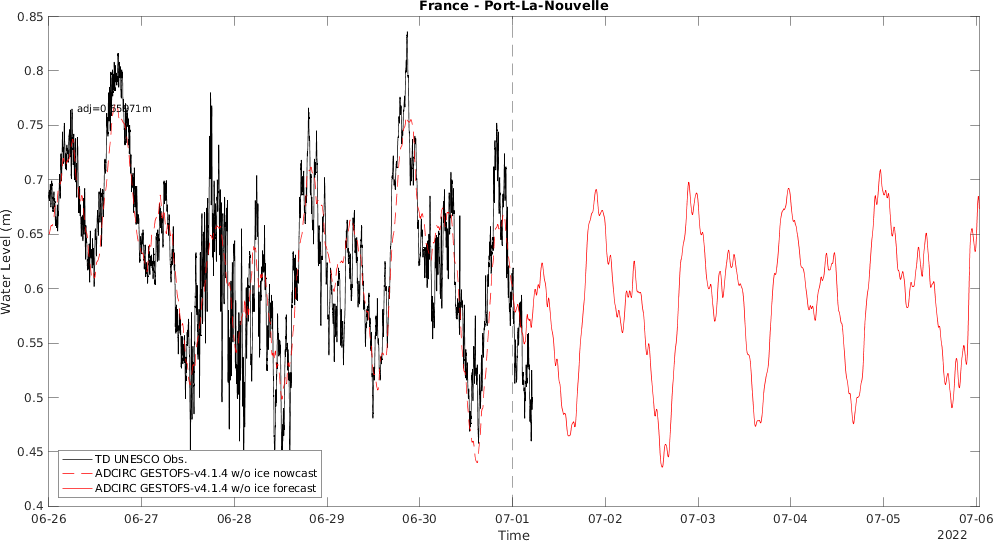 France - Port-La-Nouvelle
0.85
0.8
0.75
0.7
0.65
0.6
0.55
0.5
0.45
0.4
Water Level (m)
TD UNESCO Obs.
ADCIRC GESTOFS-v4.1.4 w/o ice nowcast
ADCIRC GESTOFS-v4.1.4 w/o ice forecast
06-26 06-27 06-28 06-29 06-30 07-01 07-02 07-03 07-04 07-05 07-06
Time 2022